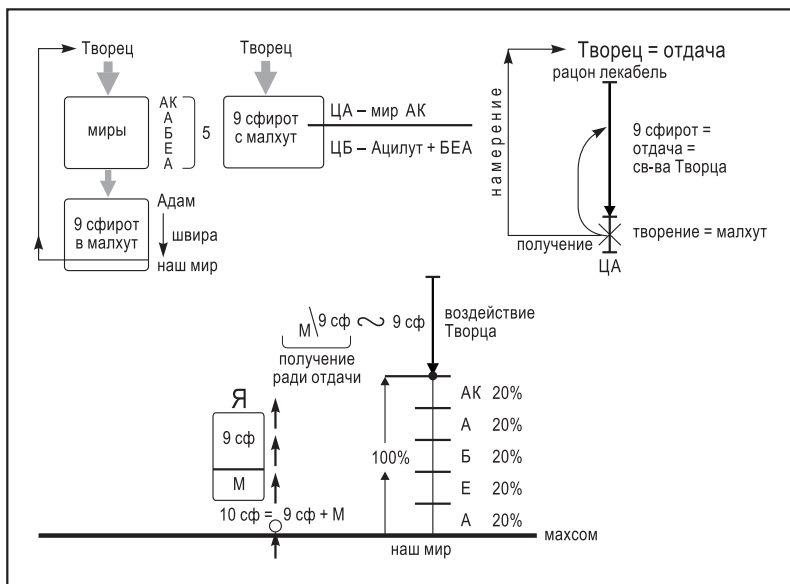 Творец
миры
АК
А
Б
Е
А
5
9 сфирот
в малхут
Адам
швира
наш мир
Творец
9 сфирот
с малхут
ЦА – мир АК
ЦБ – Ацилут + БЕА
Творец = отдача
рацон лекабель
намерение
9 сфирот =
отдача =
св-ва Творца
получение
творение = малхут
ЦА
М\9 сф ~ 9 сф
получение
ради отдачи
воздействие
Творца
Я
9 сф
М
10 сф = 9 сф + М
100%
АК 20%
А 20%
Б 20%
Е 20%
А 20%
наш мир
махсом